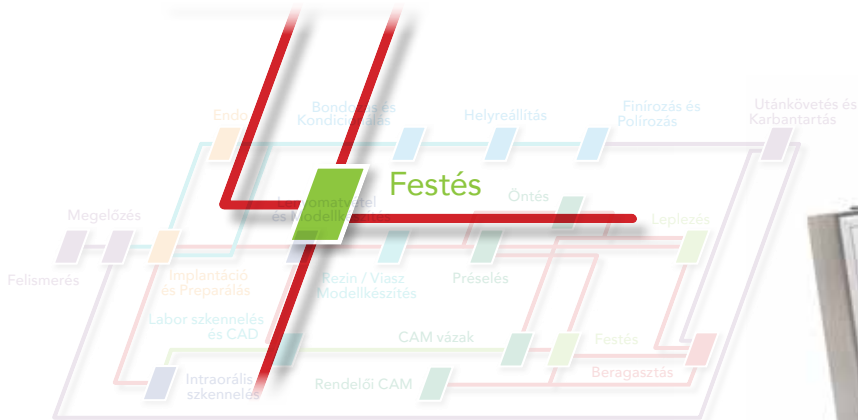 Endo
Bondozás és
Kondicionálás
Helyreállítás
Finírozás és
Polírozás
Utánkövetés és
Karbantartás
Festés
Öntés
Lenyomatvétel
és Modellkészítés
Megelőzés
Leplezés
Felismerés
Implantáció
és Preparálás
Rezin / Viasz
Modellkészítés
Préselés
Labor szkennelés
és CAD
CAM vázak
Festés
Beragasztás
Intraorális
szkennelés
Rendelői CAM